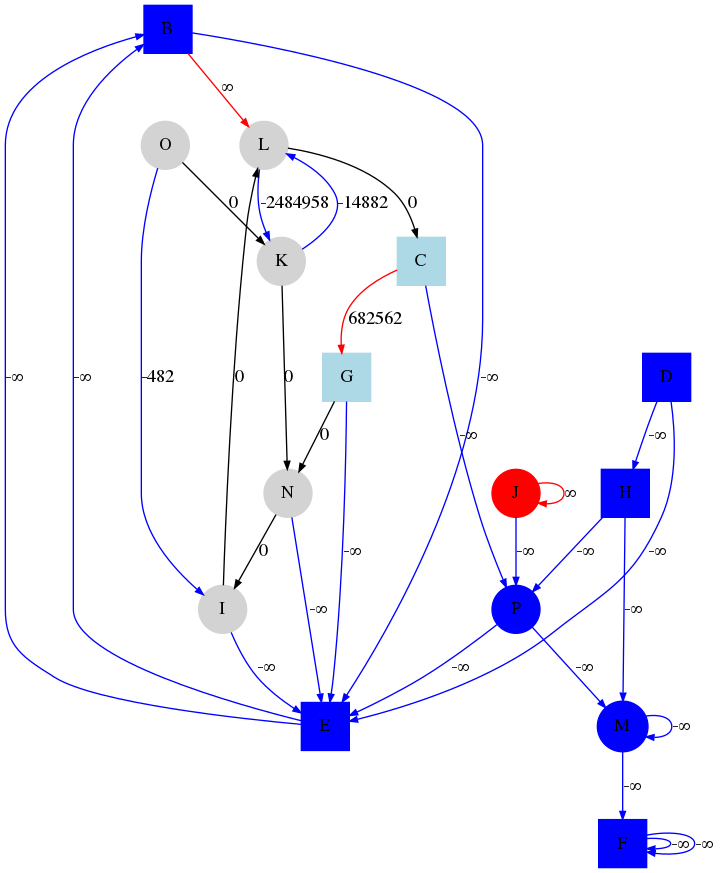 B
∞
O
L
0
-2484958
-14882
0
K
C
682562
-∞
-∞
-482
0
0
G
-∞
D
0
-∞
-∞
N
J
∞
H
0
-∞
-∞
-∞
-∞
-∞
I
P
-∞
-∞
-∞
-∞
-∞
E
M
-∞
-∞
F
-∞
-∞